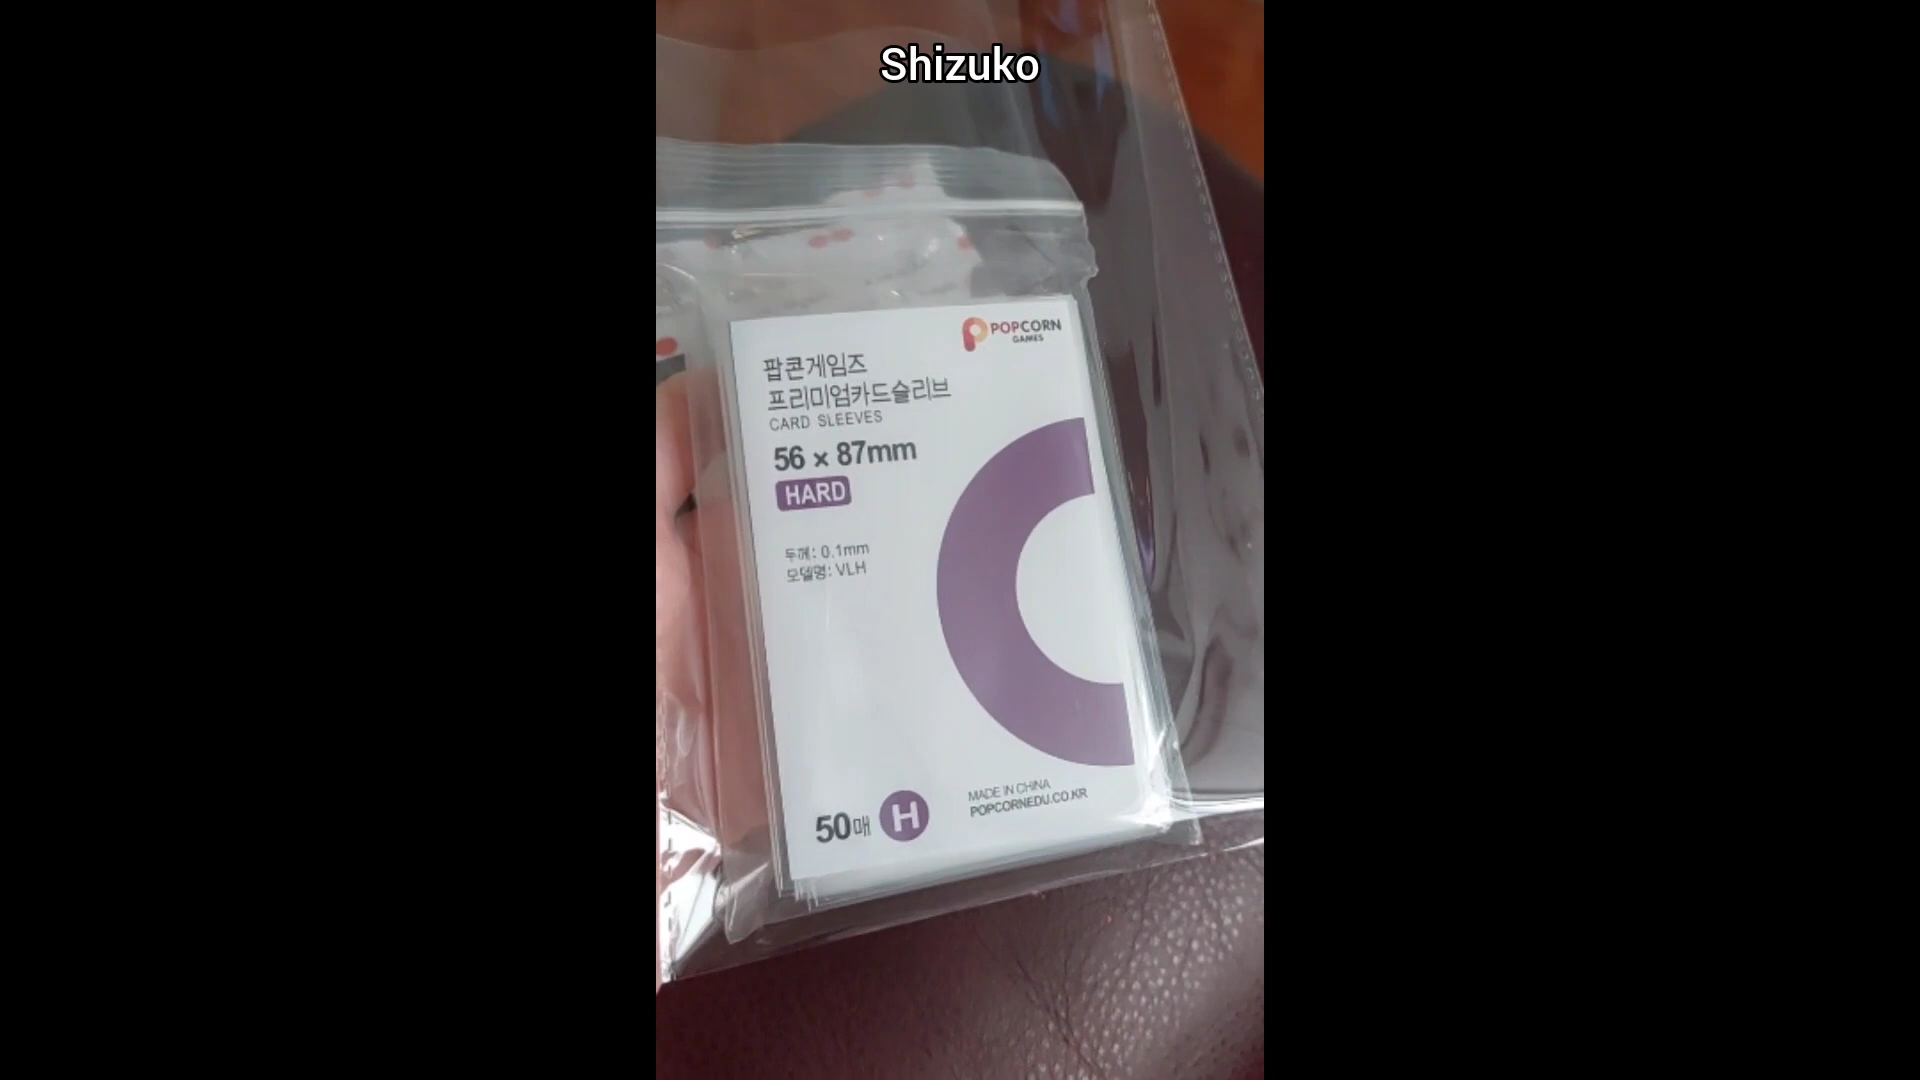 Shizuko
POPCORN
GAMES
팝콘게임즈
프리미엄카드슬리브
CARD SLEEVES
56 × 87mm
HARD
두께: 0.1mm
모델명: VLH
50매 H
MADE IN CHINA
POPCORNEDU.CO.KR